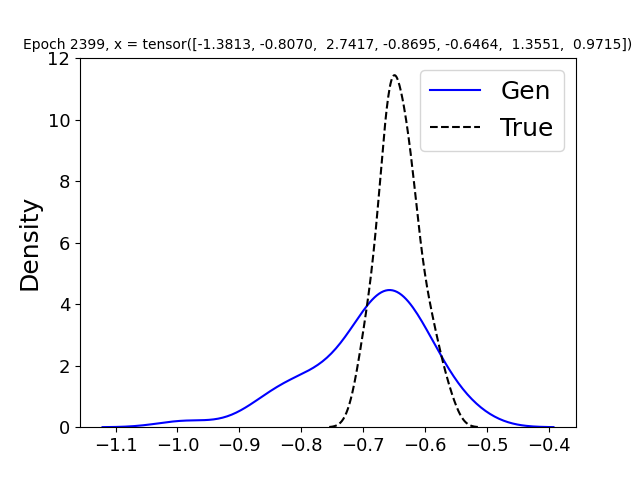 Epoch 2399, x = tensor([-1.3813, -0.8070,  2.7417, -0.8695, -0.6464,  1.3551,  0.9715])
12
10
8
6
4
2
0
Density
Gen
True
−1.1 −1.0 −0.9 −0.8 −0.7 −0.6 −0.5 −0.4